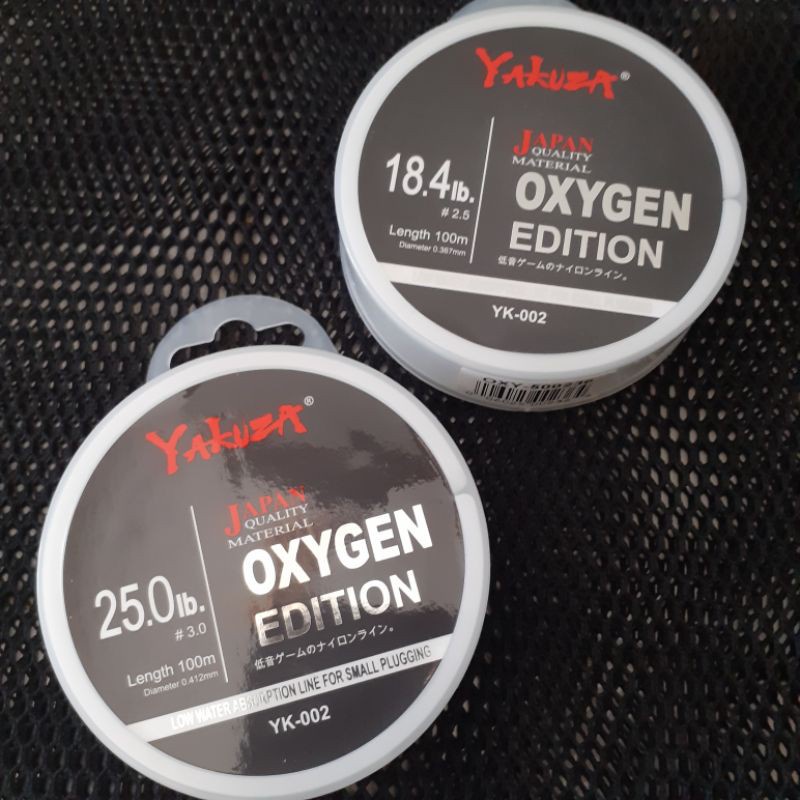 YAKUZA®
JAPAN
QUALITY
MATERIAL
18.4lb.
# 2.5
OXYGEN
EDITION
Length 100m
Diameter 0.367mm
低音ゲームのナイロンライン。
YK-002
YAKUZA®
JAPAN
QUALITY
MATERIAL
25.0lb.
# 3.0
OXYGEN
EDITION
Length 100m
Diameter 0.412mm
低音ゲームのナイロンライン。
LOW WATER ABSORPTION LINE FOR SMALL PLUGGING
YK-002